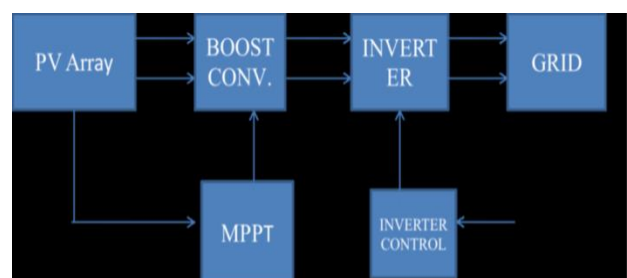 PV Array
BOOST
CONV.
INVERT
ER
GRID
MPPT
INVERTER
CONTROL